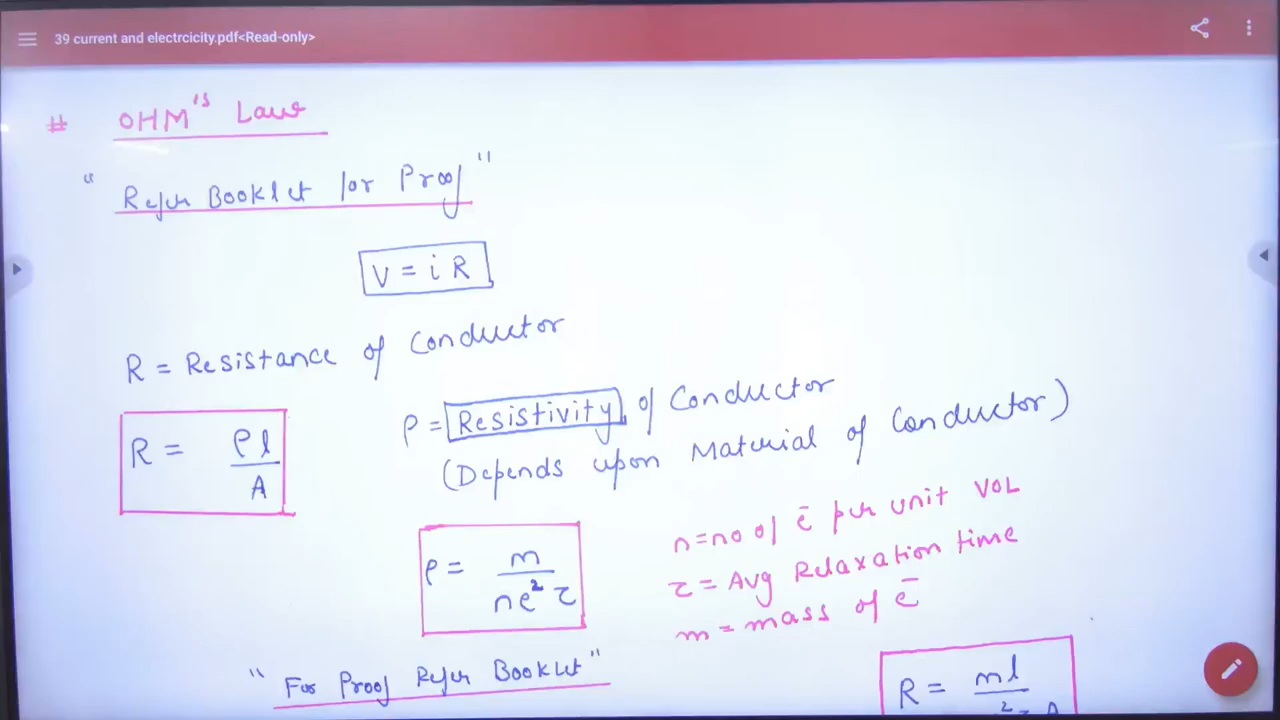 39 current and electrcicity.pdf<Read-only>
# OHM's Law
"Refer Booklet for Proof"
V = i R
R = Resistance of Conductor
R = ρl / A
ρ = Resistivity of Conductor
(Depends upon Material of Conductor)
ρ = m / ne² τ
n = no of ē per unit VOL
τ = Avg Relaxation time
m = mass of ē
"For Proof Refer Booklet"
R = ml